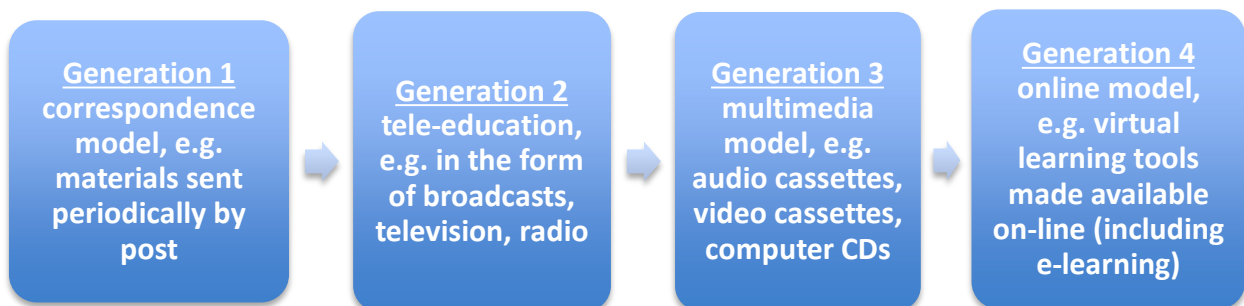 Generation 1
correspondence
model, e.g.
materials sent
periodically by
post
Generation 2
tele-education,
e.g. in the form
of broadcasts,
television, radio
Generation 3
multimedia
model, e.g.
audio cassettes,
video cassettes,
computer CDs
Generation 4
online model,
e.g. virtual
learning tools
made available
on-line (including
e-learning)